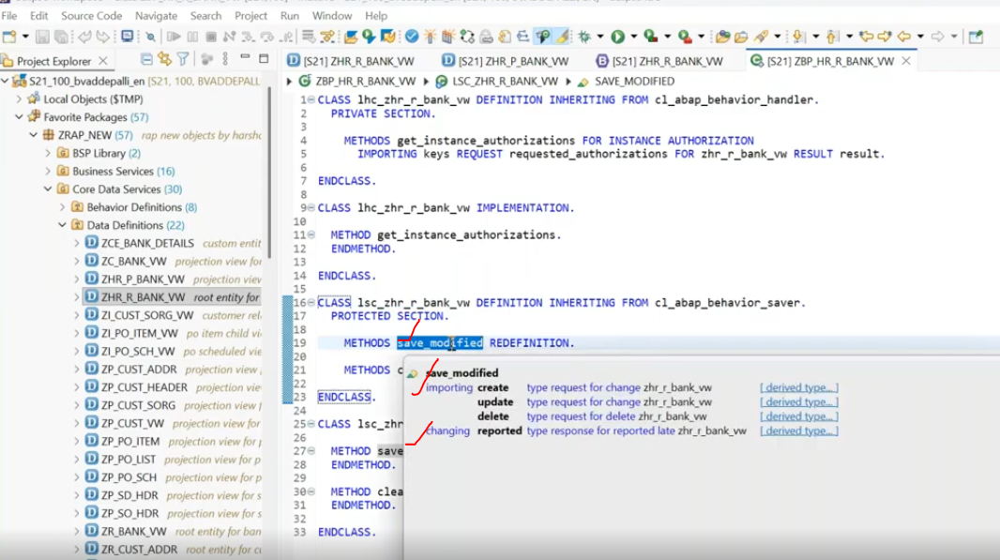 File Edit Source Code Navigate Search Project Run Window Help
Project Explorer
[S21] ZHR_R_BANK_VW
[S21] ZHR_P_BANK_VW
[S21] ZHR_R_BANK_VW
[S21] ZBP_HR_R_BANK_VW
S21_100_bvaddepalli_en [S21, 100, BVADDEPALL
Local Objects ($TMP)
Favorite Packages (57)
ZRAP_NEW (57) rap new objects by harsh
BSP Library (2)
Business Services (16)
Core Data Services (30)
Behavior Definitions (8)
Data Definitions (22)
ZCE_BANK_DETAILS custom entit
ZC_BANK_VW projection view for
ZHR_P_BANK_VW projection view
ZHR_R_BANK_VW root entity for
ZI_CUST_SORG_VW customer rel
ZI_PO_ITEM_VW po item child vi
ZI_PO_SCH_VW po scheduled vie
ZP_CUST_ADDR projection view
ZP_CUST_HEADER projection vie
ZP_CUST_SORG projection view
ZP_CUST_VW projection view for
ZP_PO_ITEM projection view for p
ZP_PO_LIST projection view for p
ZP_PO_SCH projection view for p
ZP_SD_HDR projection view for s
ZP_SO_HDR projection view for s
ZR_BANK_VW root entity for ban
ZR_CUST_ADDR root entity for cu
ZBP_HR_R_BANK_VW LSC_ZHR_R_BANK_VW SAVE_MODIFIED
1 CLASS lhc_zhr_r_bank_vw DEFINITION INHERITING FROM cl_abap_behavior_handler.
2 PRIVATE SECTION.
3
4 METHODS get_instance_authorizations FOR INSTANCE AUTHORIZATION
5 IMPORTING keys REQUEST requested_authorizations FOR zhr_r_bank_vw RESULT result.
6
7 ENDCLASS.
8
9 CLASS lhc_zhr_r_bank_vw IMPLEMENTATION.
10
11 METHOD get_instance_authorizations.
12 ENDMETHOD.
13
14 ENDCLASS.
15
16 CLASS lsc_zhr_r_bank_vw DEFINITION INHERITING FROM cl_abap_behavior_saver.
17 PROTECTED SECTION.
18
19 METHODS save_modified REDEFINITION.
20
21 METHODS c
22
23 ENDCLASS.
24
25 CLASS lsc_zhr
26
27 METHOD save
28 ENDMETHOD.
29
30 METHOD clea
31 ENDMETHOD.
32
33 ENDCLASS.
save_modified
importing create type request for change zhr_r_bank_vw [ derived type... ]
update type request for change zhr_r_bank_vw [ derived type... ]
delete type request for delete zhr_r_bank_vw [ derived type... ]
changing reported type response for reported late zhr_r_bank_vw [ derived type... ]